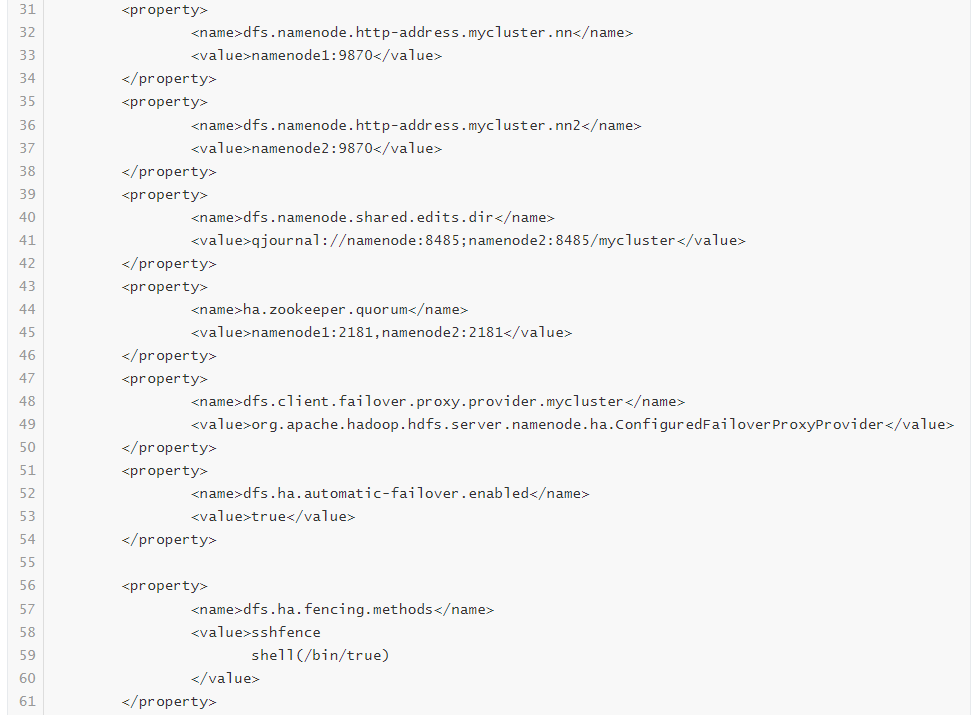 31 <property>
32 <name>dfs.namenode.http-address.mycluster.nn</name>
33 <value>namenode1:9870</value>
34 </property>
35 <property>
36 <name>dfs.namenode.http-address.mycluster.nn2</name>
37 <value>namenode2:9870</value>
38 </property>
39 <property>
40 <name>dfs.namenode.shared.edits.dir</name>
41 <value>qjournal://namenode:8485;namenode2:8485/mycluster</value>
42 </property>
43 <property>
44 <name>ha.zookeeper.quorum</name>
45 <value>namenode1:2181,namenode2:2181</value>
46 </property>
47 <property>
48 <name>dfs.client.failover.proxy.provider.mycluster</name>
49 <value>org.apache.hadoop.hdfs.server.namenode.ha.ConfiguredFailoverProxyProvider</value>
50 </property>
51 <property>
52 <name>dfs.ha.automatic-failover.enabled</name>
53 <value>true</value>
54 </property>
55
56 <property>
57 <name>dfs.ha.fencing.methods</name>
58 <value>sshfence
59 shell(/bin/true)
60 </value>
61 </property>